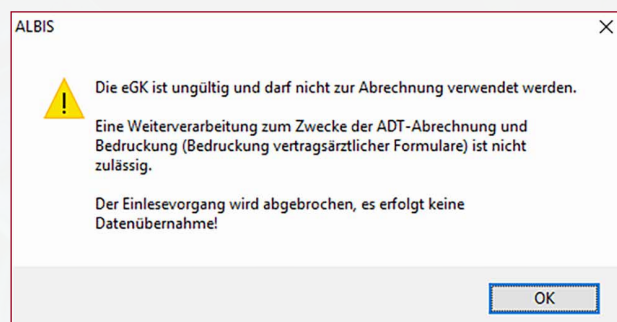 ALBIS
Die eGK ist ungültig und darf nicht zur Abrechnung verwendet werden.
Eine Weiterverarbeitung zum Zwecke der ADT-Abrechnung und
Bedruckung (Bedruckung vertragsärztlicher Formulare) ist nicht
zulässig.
Der Einlesevorgang wird abgebrochen, es erfolgt keine
Datenübernahme!
OK